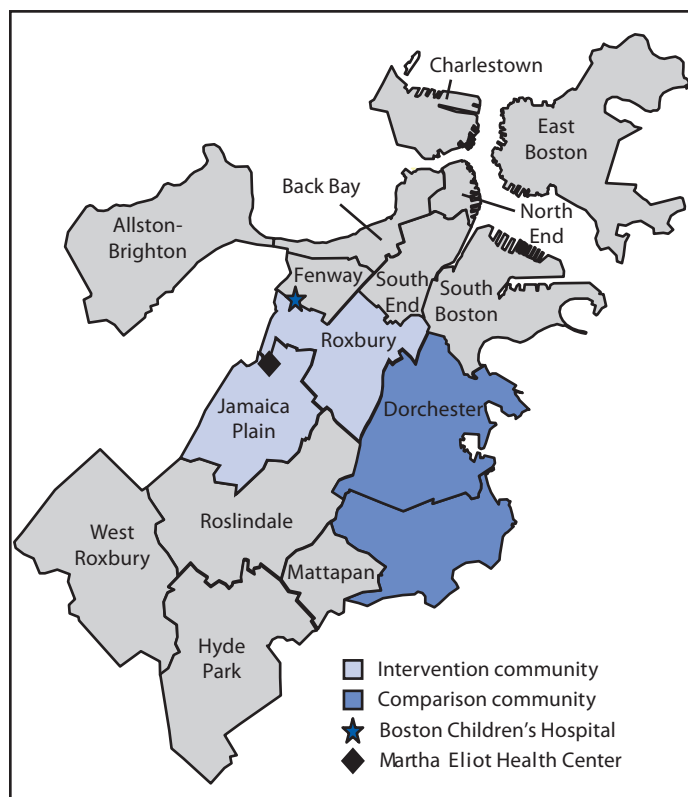 Charlestown
East
Boston
Back Bay
North
End
Allston-
Brighton
Fenway
South
End
South
Boston
Roxbury
Dorchester
Jamaica
Plain
West
Roxbury
Roslindale
Mattapan
Hyde
Park
Intervention community
Comparison community
Boston Children's Hospital
Martha Eliot Health Center